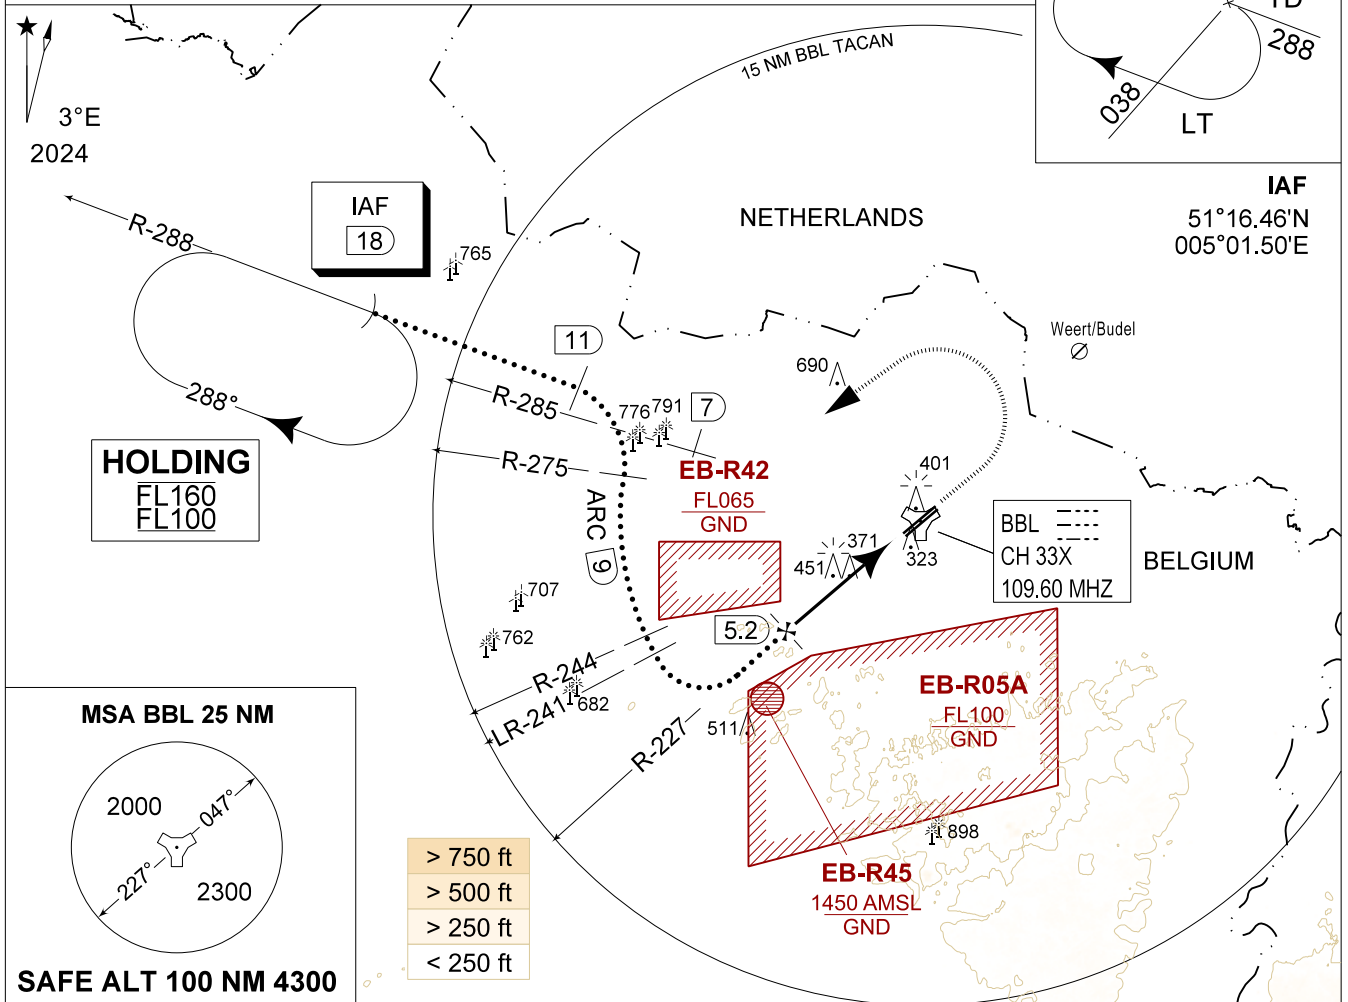 15 NM BBL TACAN
288
038
LT
3°E
2024
IAF
51°16.46'N
005°01.50'E
R-288
IAF
18
765
NETHERLANDS
11
Weert/Budel
690
R-285
776
791
7
288°
HOLDING
FL160
FL100
R-275
EB-R42
FL065
GND
401
ARC 9
BBL
CH 33X
109.60 MHZ
BELGIUM
371
451
323
707
762
5.2
R-244
LR-241
682
R-227
511
EB-R05A
FL100
GND
MSA BBL 25 NM
2000
047°
227°
2300
SAFE ALT 100 NM 4300
> 750 ft
> 500 ft
> 250 ft
< 250 ft
898
EB-R45
1450 AMSL
GND